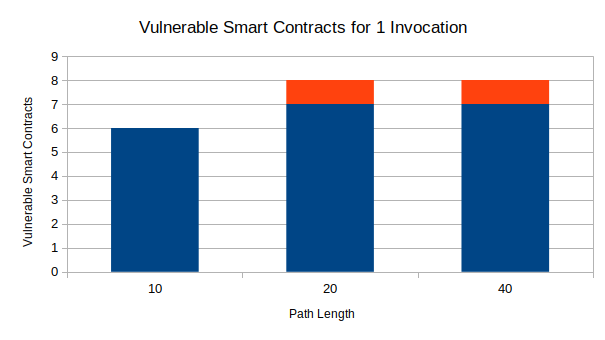 Vulnerable Smart Contracts for 1 Invocation
9
8
7
6
5
4
3
2
1
0
Vulnerable Smart Contracts
10 20 40
Path Length